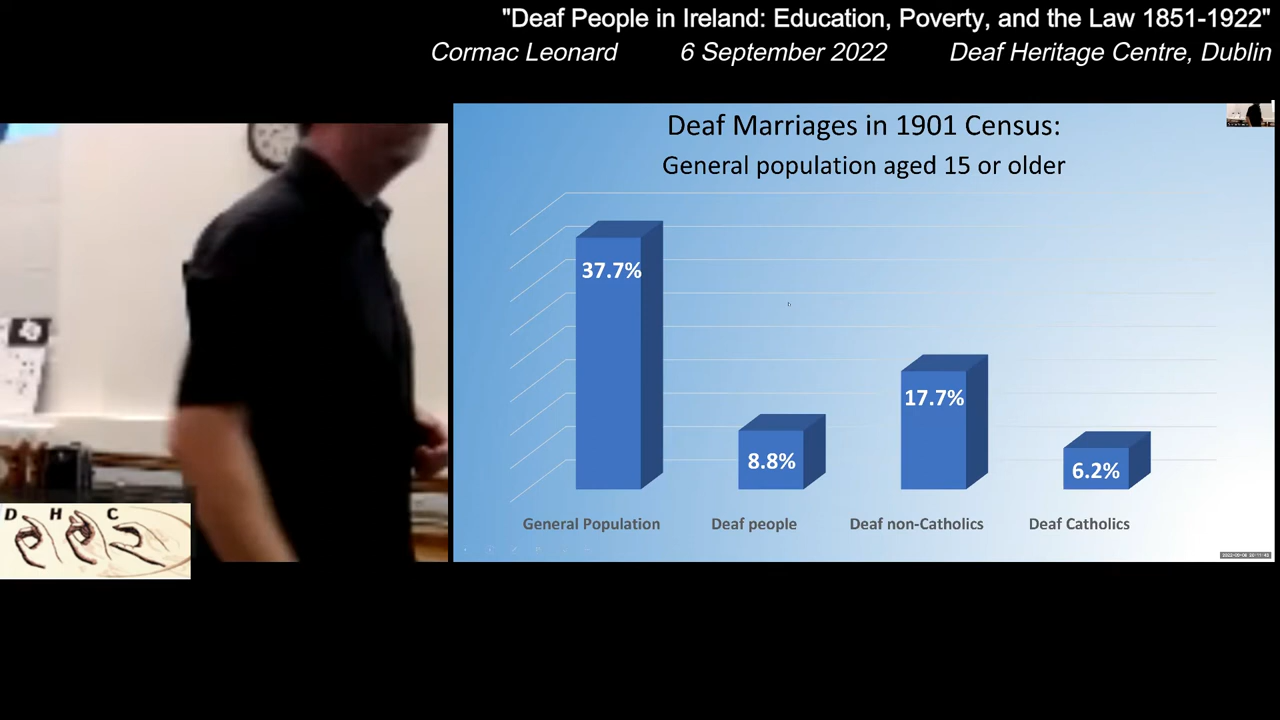 "Deaf People in Ireland: Education, Poverty, and the Law 1851-1922"
Cormac Leonard 6 September 2022 Deaf Heritage Centre, Dublin
Deaf Marriages in 1901 Census:
General population aged 15 or older
37.7%
8.8%
17.7%
6.2%
General Population Deaf people Deaf non-Catholics Deaf Catholics
D H C